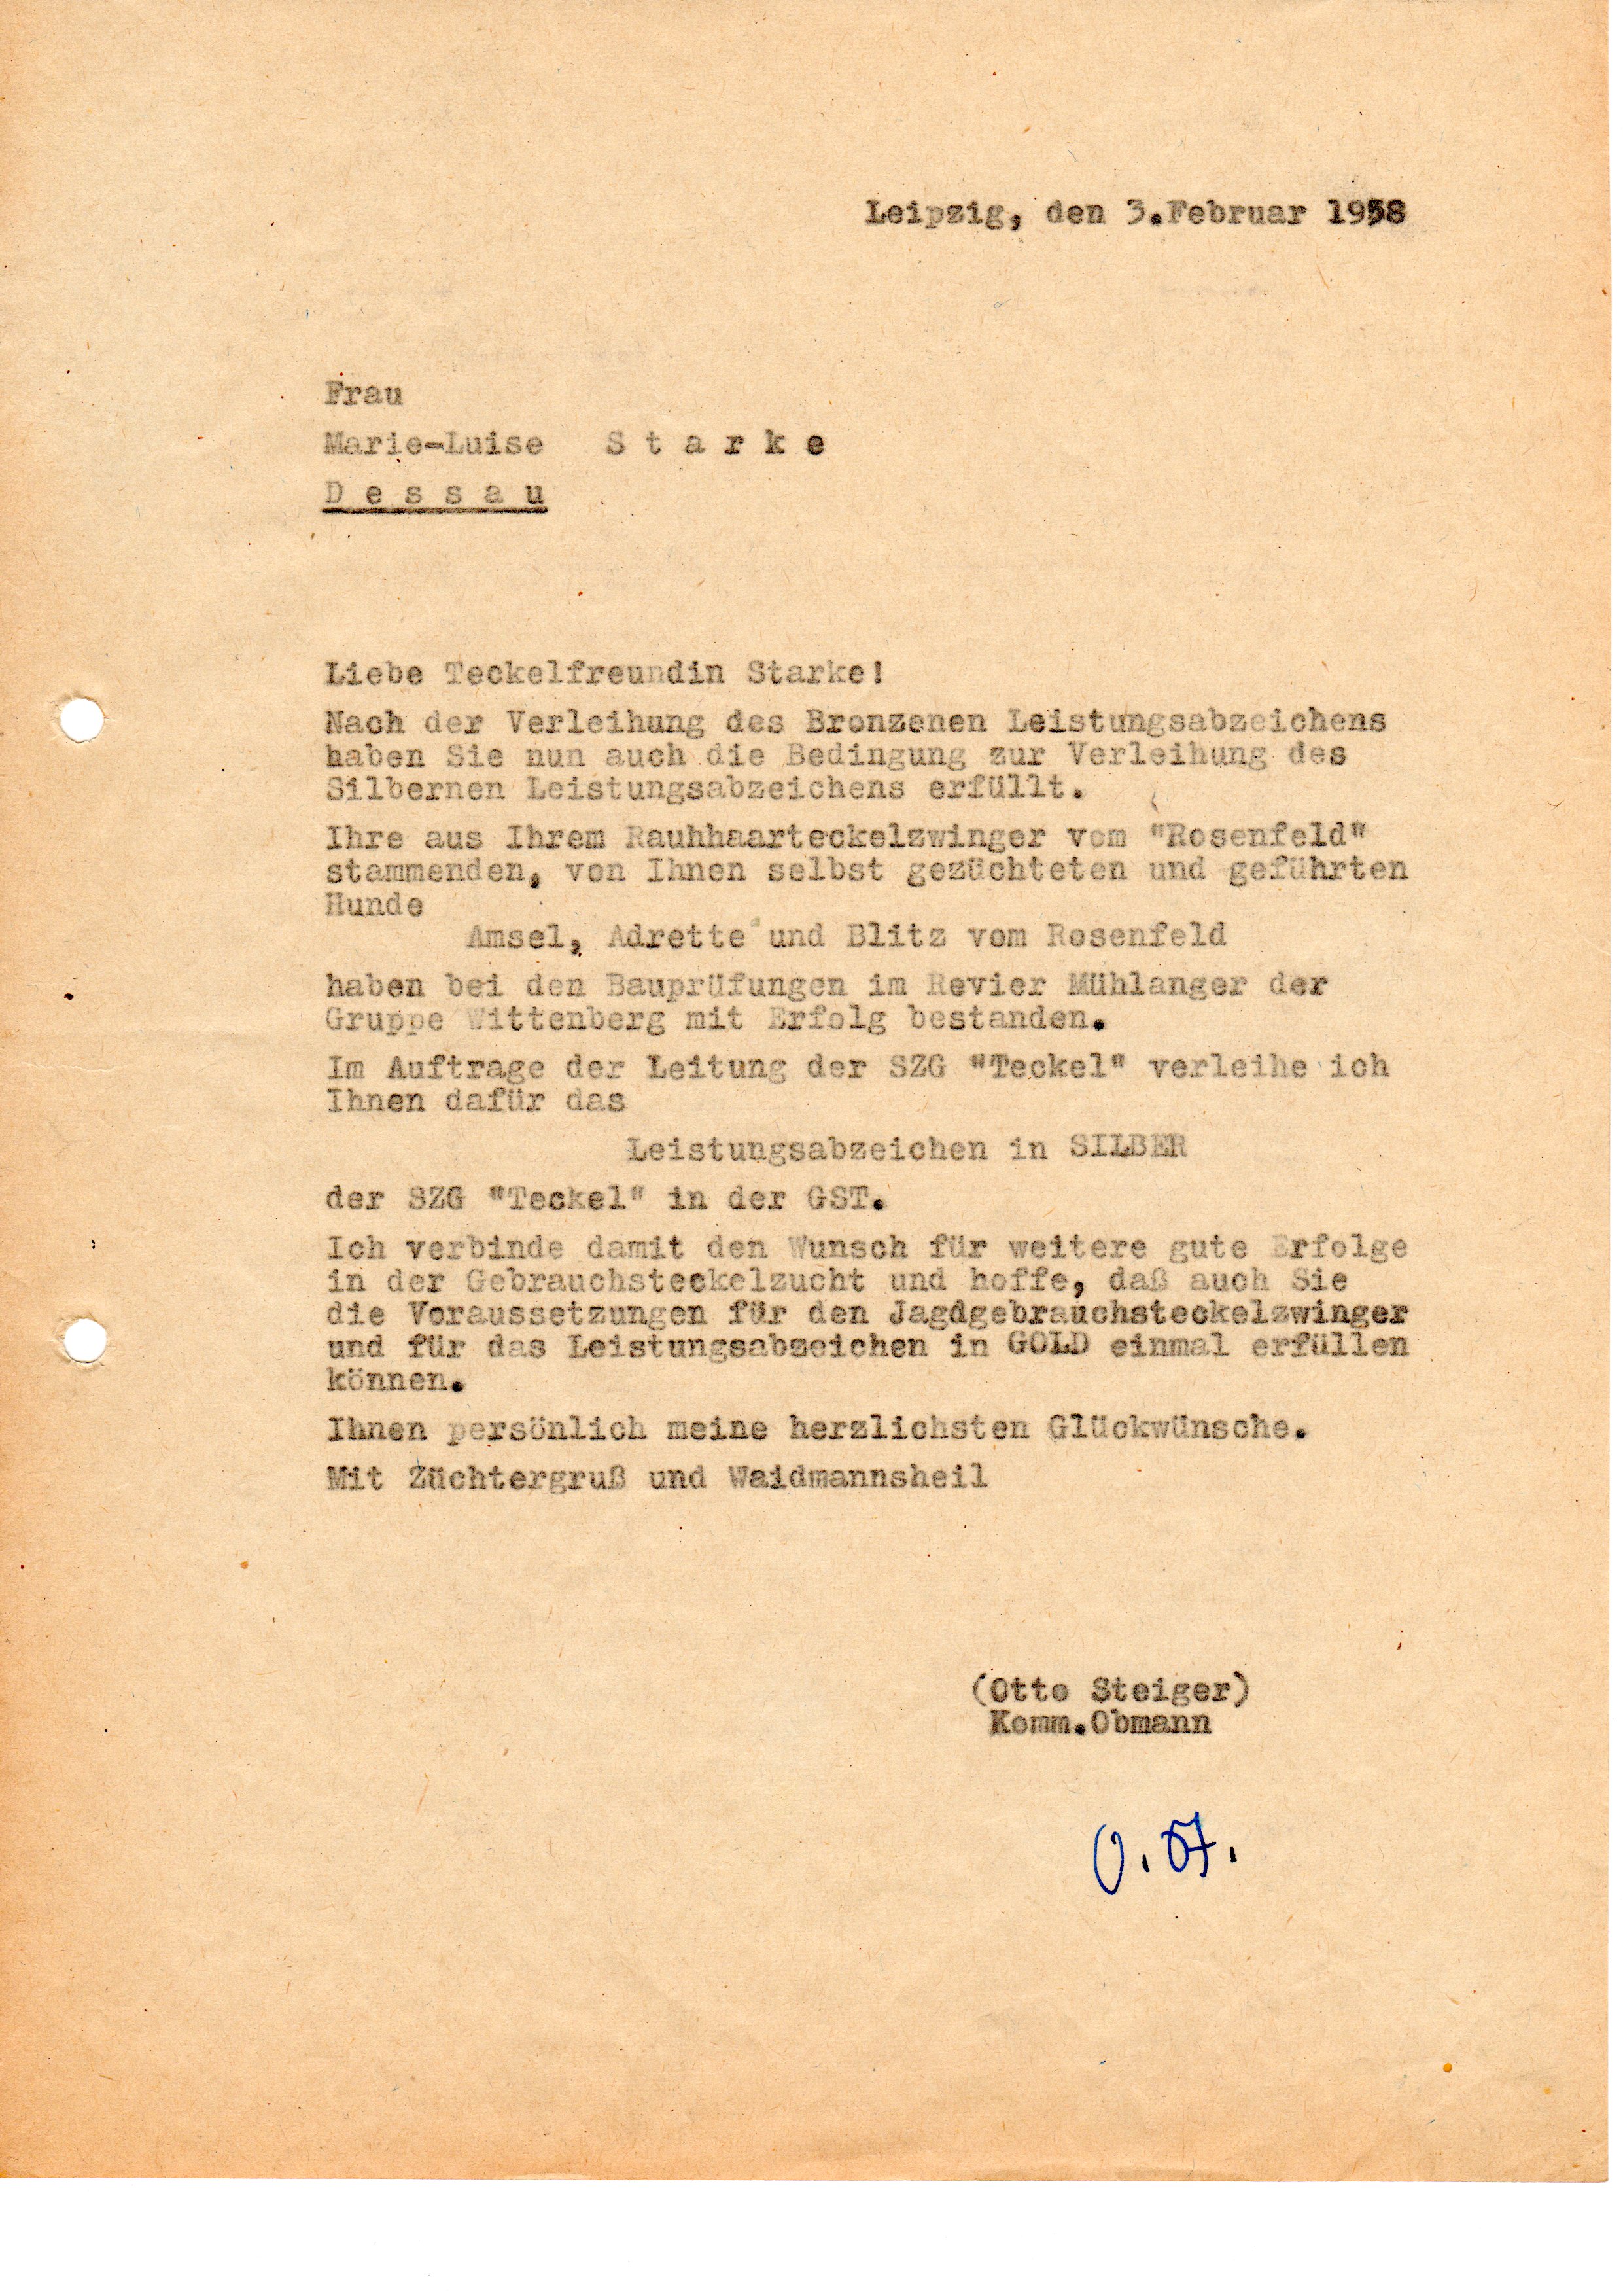 Leipzig, den 3.Februar 1958
Frau
Marie-Luise S t a r k e
D e s s a u
Liebe Teckelfreundin Starke!
Nach der Verleihung des Bronzenen Leistungsabzeichens
haben Sie nun auch die Bedingung zur Verleihung des
Silbernen Leistungsabzeichens erfüllt.
Ihre aus Ihrem Rauhhaarteckelzwinger vom "Rosenfeld"
stammenden, von Ihnen selbst gezüchteten und geführten
Hunde
Amsel, Adrette und Blitz vom Rosenfeld
haben bei den Bauprüfungen im Revier Mühlanger der
Gruppe Wittenberg mit Erfolg bestanden.
Im Auftrage der Leitung der SZG "Teckel" verleihe ich
Ihnen dafür das
Leistungsabzeichen in SILBER
der SZG "Teckel" in der GST.
Ich verbinde damit den Wunsch für weitere gute Erfolge
in der Gebrauchsteckelzucht und hoffe, daß auch Sie
die Voraussetzungen für den Jagdgebrauchsteckelzwinger
und für das Leistungsabzeichen in GOLD einmal erfüllen
können.
Ihnen persönlich meine herzlichsten Glückwünsche.
Mit Züchtergruß und Waidmannsheil
(Otto Steiger)
Komm.Obmann
O. St.